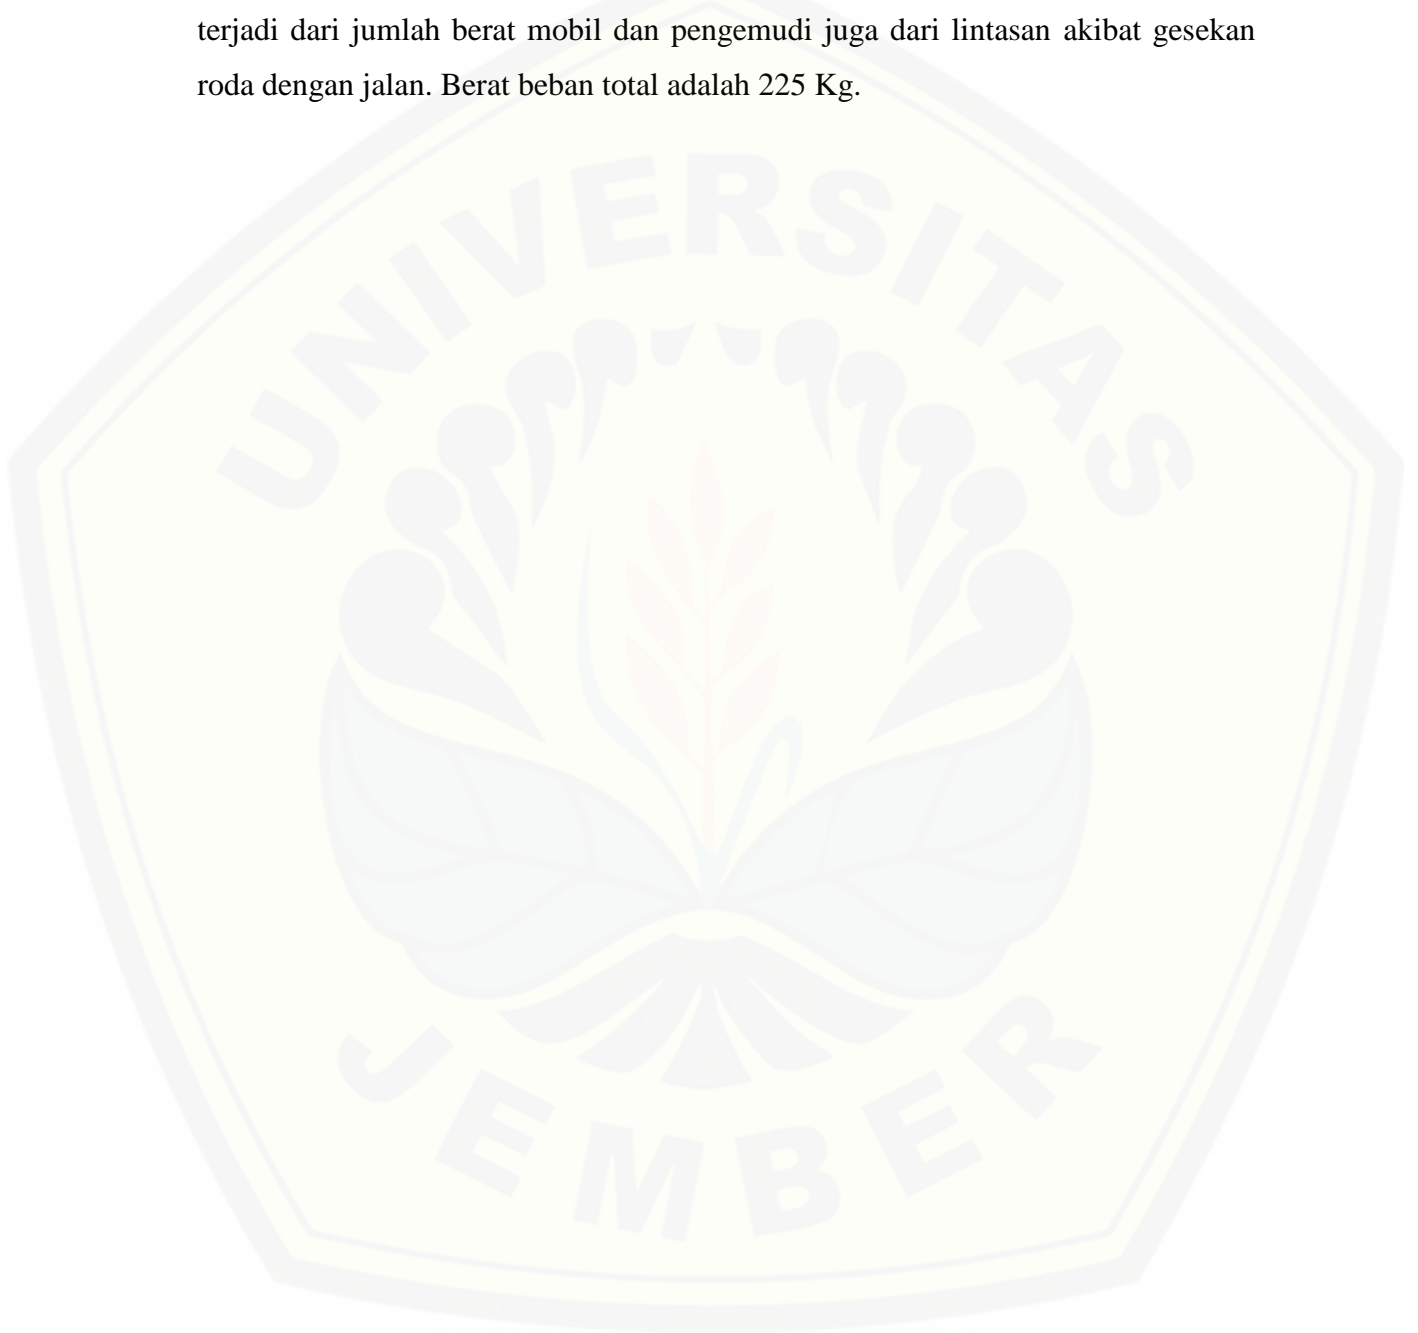 terjadi dari jumlah berat mobil dan pengemudi juga dari lintasan akibat gesekan
roda dengan jalan. Berat beban total adalah 225 Kg.
UNIVERSITAS
JEMBER